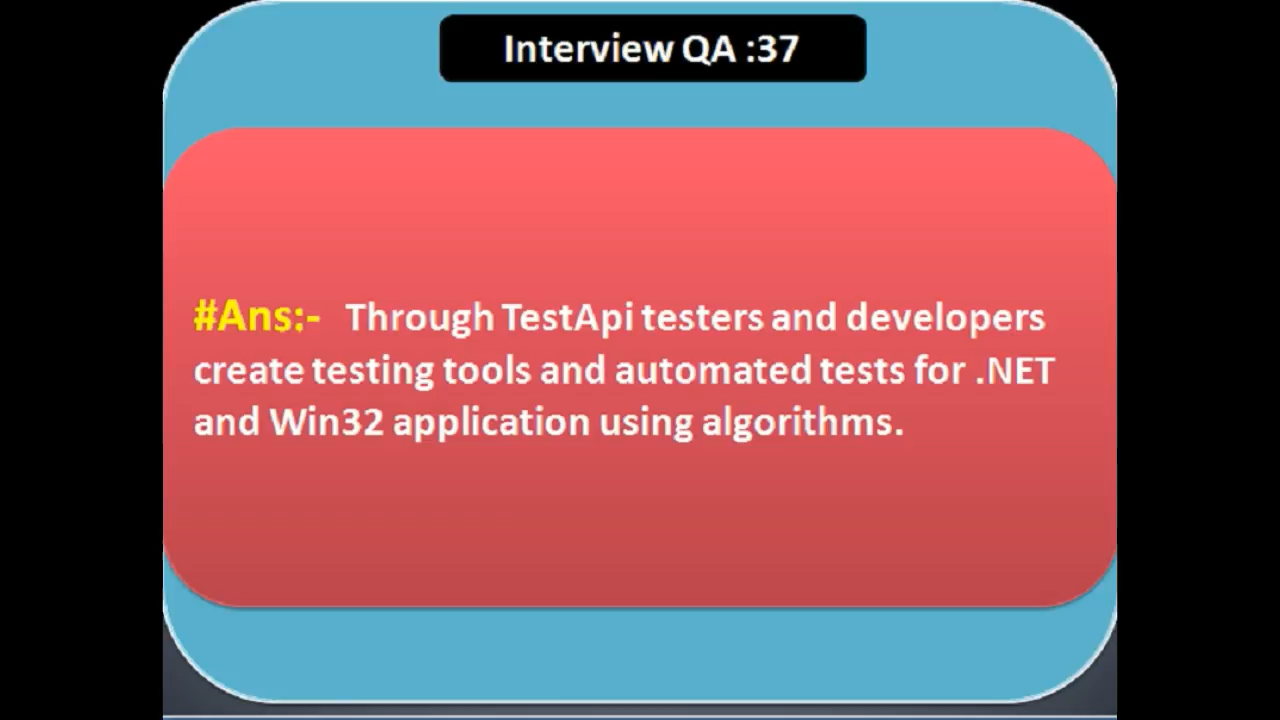 Interview QA :37
#Ans:- Through TestApi testers and developers
create testing tools and automated tests for .NET
and Win32 application using algorithms.